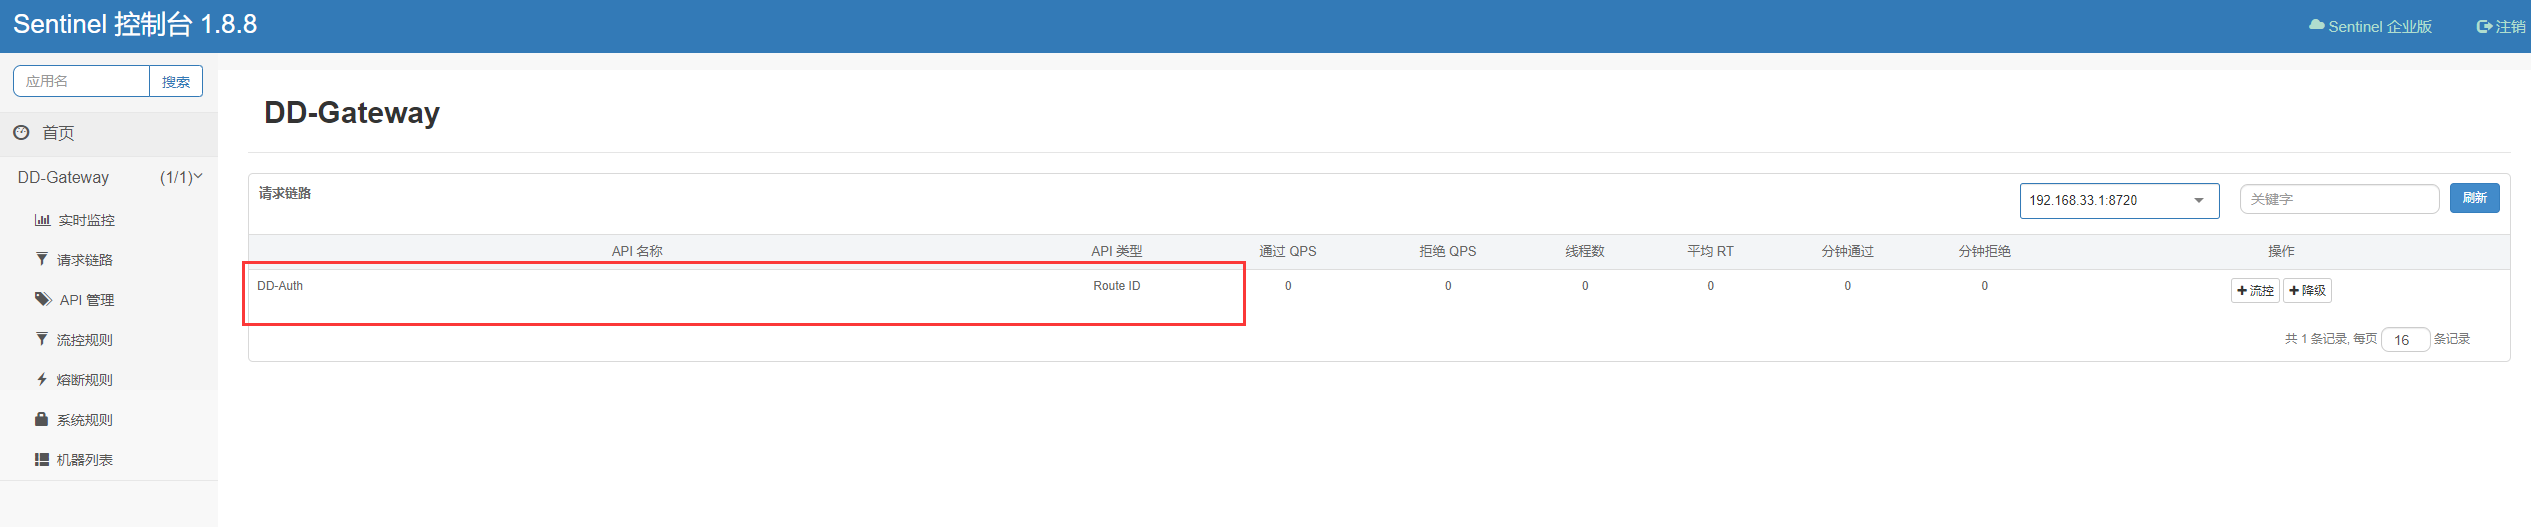 Sentinel 控制台 1.8.8
Sentinel 企业版
注销
应用名
搜索
首页
DD-Gateway (1/1)
实时监控
请求链路
API 管理
流控规则
熔断规则
系统规则
机器列表
DD-Gateway
请求链路
192.168.33.1:8720
关键字
刷新
API 名称 API 类型 通过 QPS 拒绝 QPS 线程数 平均 RT 分钟通过 分钟拒绝 操作
DD-Auth Route ID 0 0 0 0 0 0 流控 降级
共 1 条记录, 每页 16 条记录